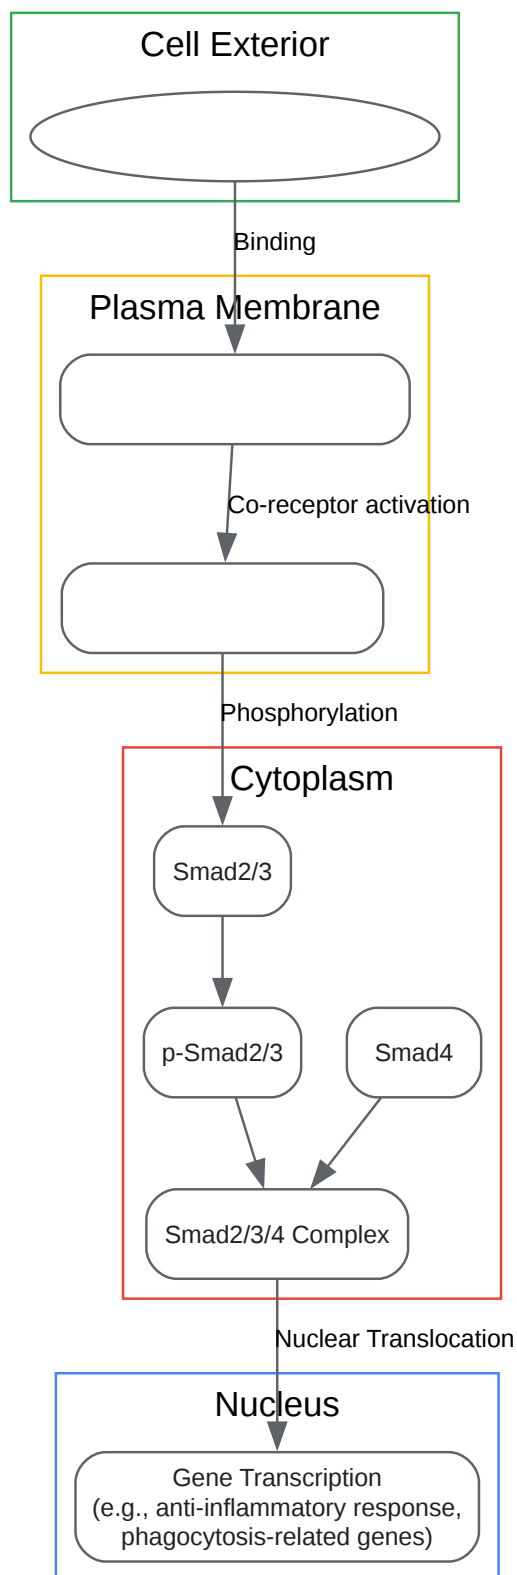 Cell Exterior
Binding
Plasma Membrane
Co-receptor activation
Phosphorylation
Cytoplasm
Smad2/3
p-Smad2/3
Smad4
Smad2/3/4 Complex
Nuclear Translocation
Nucleus
Gene Transcription
(e.g., anti-inflammatory response,
phagocytosis-related genes)